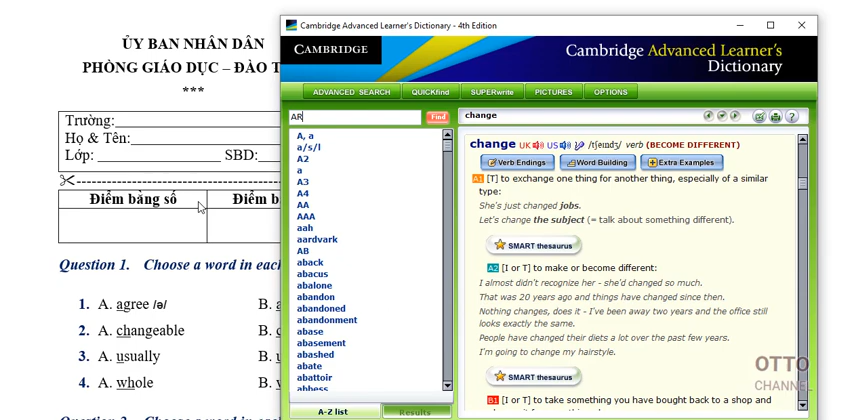 ỦY BAN NHÂN DÂN
PHÒNG GIÁO DỤC – ĐÀO T
***
Trường:
Họ & Tên:
Lớp: SBD:
Điểm bằng số Điểm b
Question 1. Choose a word in each
1. A. agree /ə/ B. a
2. A. changeable B. c
3. A. usually B. u
4. A. whole B. w
Cambridge Advanced Learner's Dictionary - 4th Edition
CAMBRIDGE
Cambridge Advanced Learner's
Dictionary
ADVANCED SEARCH QUICKfind SUPERwrite PICTURES OPTIONS
AR Find
A, a
a/s/l
A2
a
A3
A4
AA
AAA
aah
aardvark
AB
aback
abacus
abalone
abandon
abandoned
abandonment
abase
abasement
abashed
abate
abattoir
abbess
A-Z list Results
change
change UK US /tʃeɪndʒ/ verb (BECOME DIFFERENT)
Verb Endings Word Building Extra Examples
A1 [T] to exchange one thing for another thing, especially of a similar
type:
She's just changed jobs.
Let's change the subject (= talk about something different).
SMART thesaurus
A2 [I or T] to make or become different:
I almost didn't recognize her - she'd changed so much.
That was 20 years ago and things have changed since then.
Nothing changes, does it - I've been away two years and the office still
looks exactly the same.
People have changed their diets a lot over the past few years.
I'm going to change my hairstyle.
SMART thesaurus
B1 [I or T] to take something you have bought back to a shop and
OTTO
CHANNEL